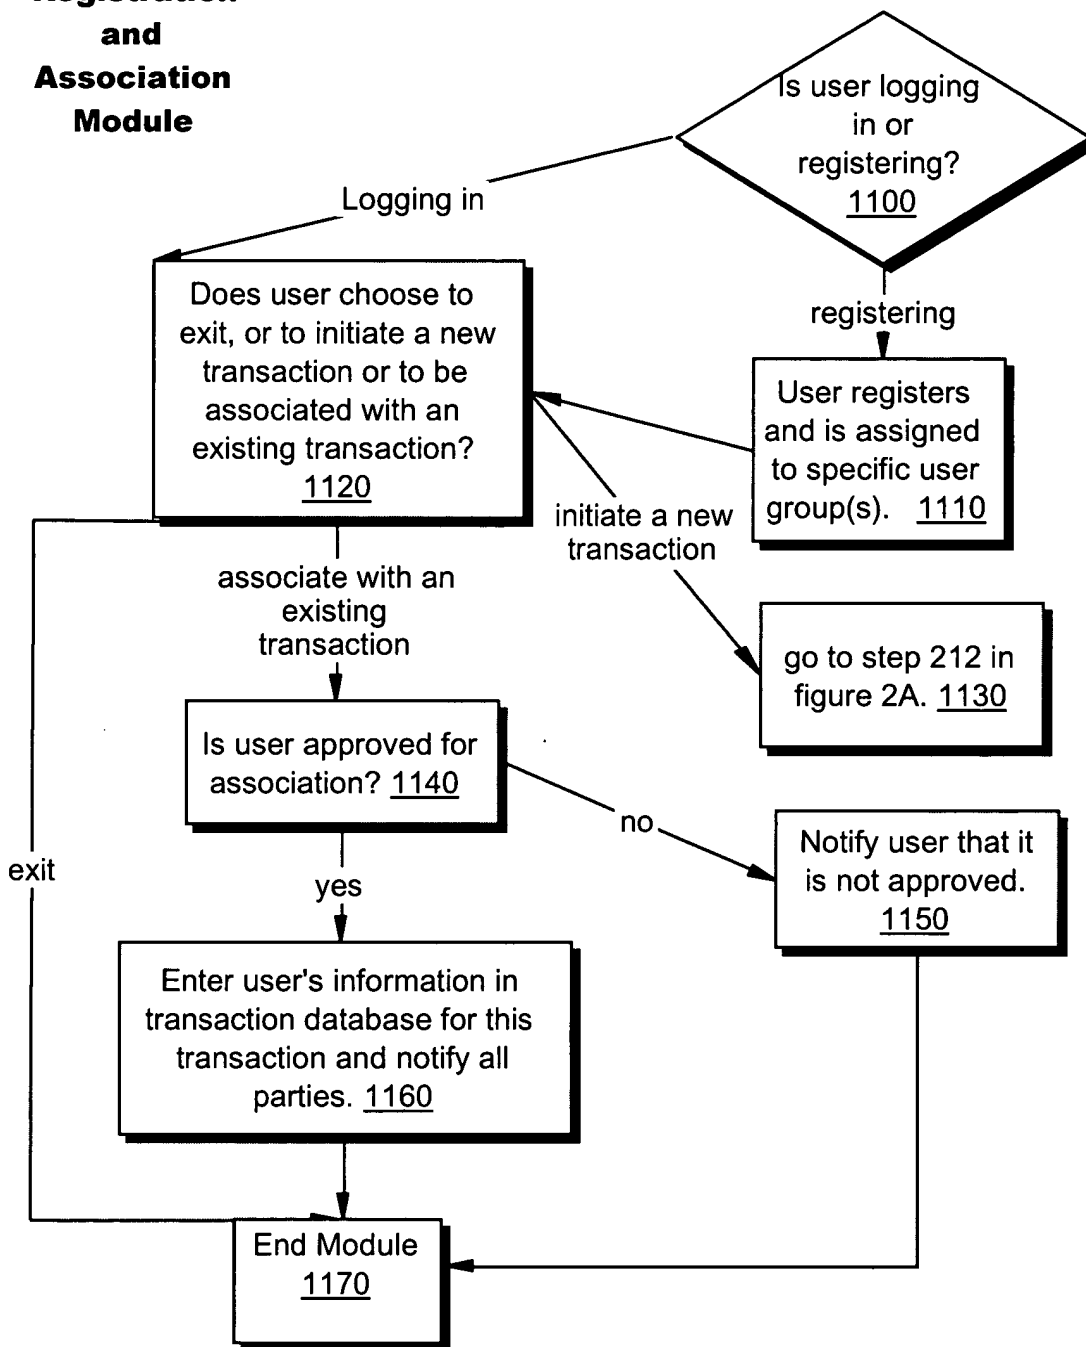 Registration
and
Association
Module
Is user logging
in or
registering?
1100
Logging in
registering
Does user choose to
exit, or to initiate a new
transaction or to be
associated with an
existing transaction?
1120
User registers
and is assigned
to specific user
group(s). 1110
initiate a new
transaction
associate with an
existing
transaction
go to step 212 in
figure 2A. 1130
Is user approved for
association? 1140
no
Notify user that it
is not approved.
1150
exit
yes
Enter user's information in
transaction database for this
transaction and notify all
parties. 1160
End Module
1170